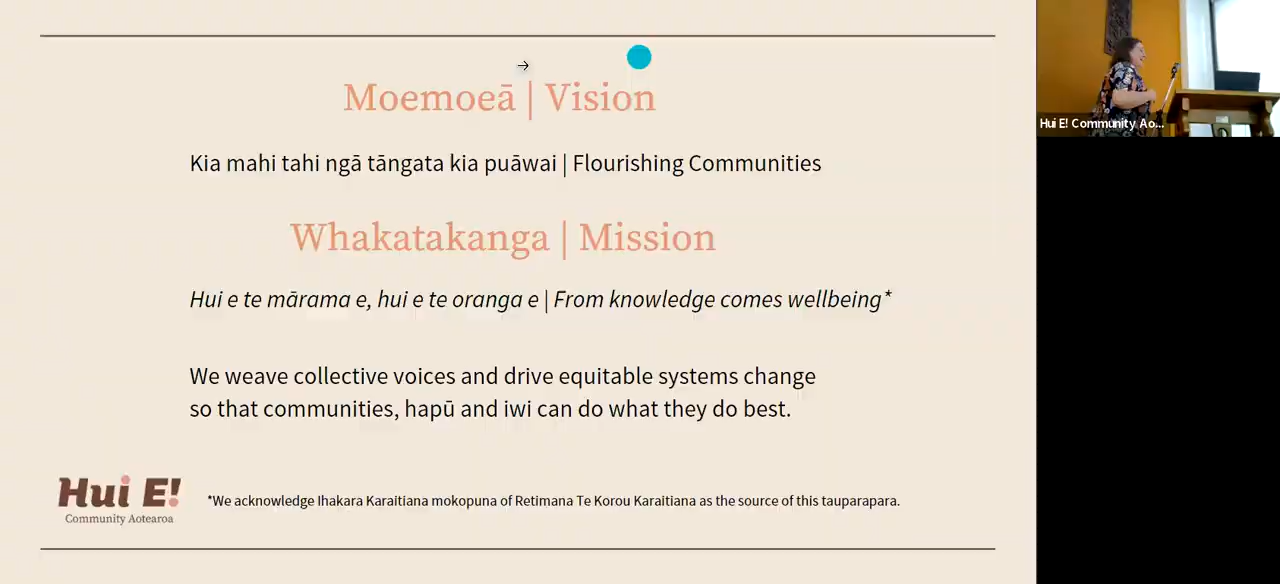 Moemoeā | Vision
Kia mahi tahi ngā tāngata kia puāwai | Flourishing Communities
Whakatakanga | Mission
Hui e te mārama e, hui e te oranga e | From knowledge comes wellbeing*
We weave collective voices and drive equitable systems change
so that communities, hapū and iwi can do what they do best.
Hui E!
Community Aotearoa
*We acknowledge Ihakara Karaitiana mokopuna of Retimana Te Korou Karaitiana as the source of this tauparapara.
Hui E! Community Ao...